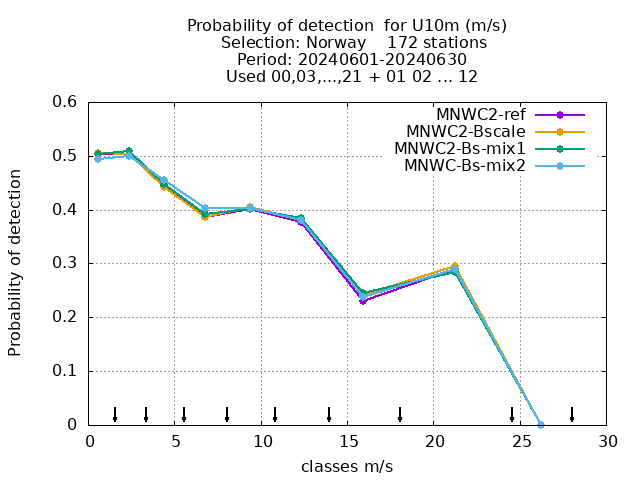 Probability of detection  for U10m (m/s)
Selection: Norway    172 stations
Period: 20240601-20240630
Used 00,03,...,21 + 01 02 ... 12
MNWC2-ref
MNWC2-Bscale
MNWC2-Bs-mix1
MNWC-Bs-mix2
Probability of detection
0.6
0.5
0.4
0.3
0.2
0.1
0
0 5 10 15 20 25 30
classes m/s